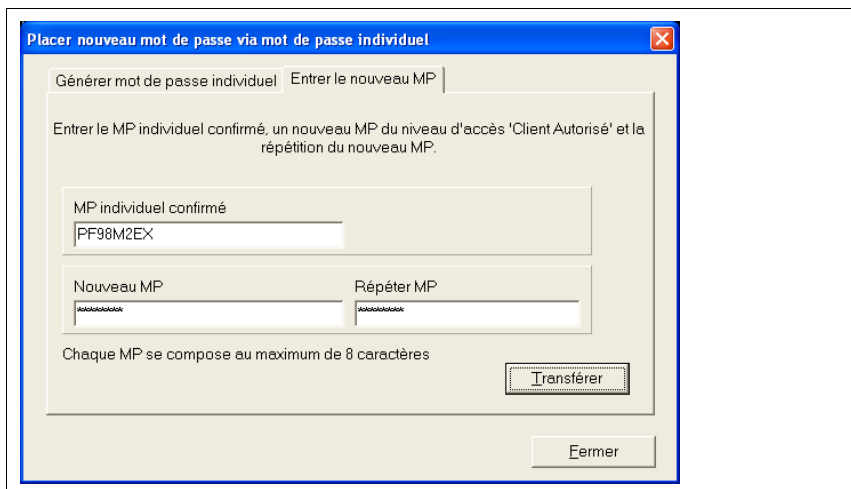 Placer nouveau mot de passe via mot de passe individuel
Générer mot de passe individuel
Entrer le nouveau MP
Entrer le MP individuel confirmé, un nouveau MP du niveau d'accès 'Client Autorisé' et la
répétition du nouveau MP.
MP individuel confirmé
PF98M2EX
Nouveau MP
Répéter MP
********
********
Chaque MP se compose au maximum de 8 caractères
Transférer
Fermer